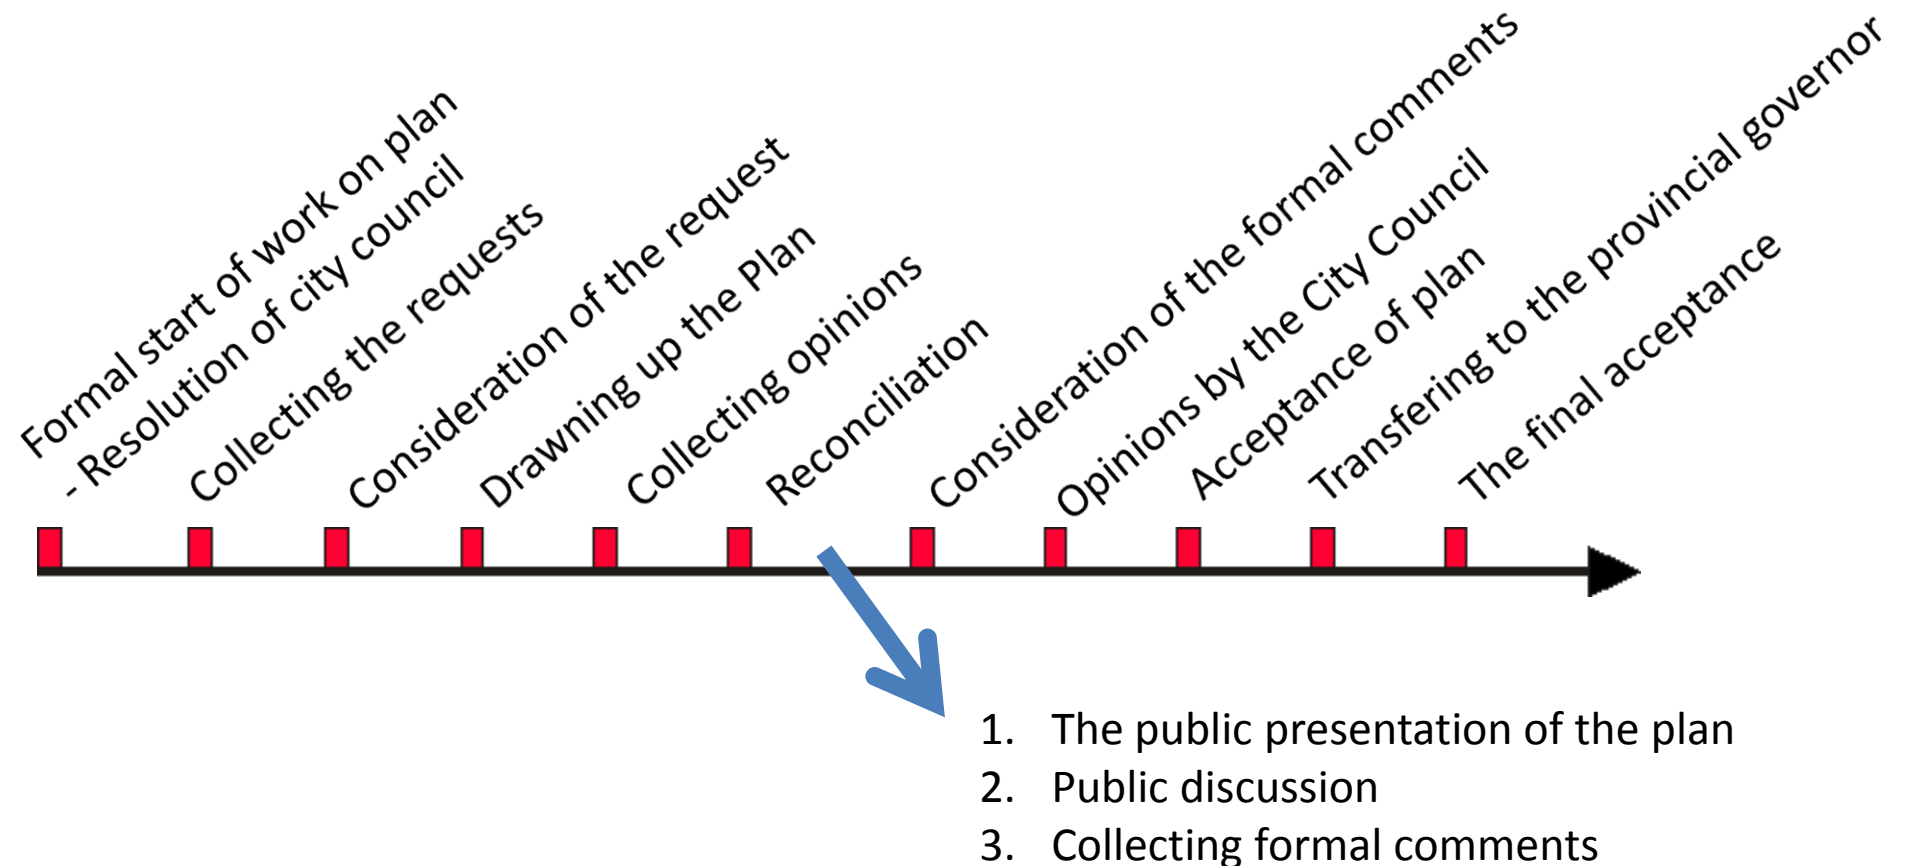 Formal start of work on plan
- Resolution of city council
Collecting the requests
Consideration of the request
Drawning up the Plan
Collecting opinions
Reconciliation
Consideration of the formal comments
Opinions by the City Council
Acceptance of plan
Transfering to the provincial governor
The final acceptance
1. The public presentation of the plan
2. Public discussion
3. Collecting formal comments